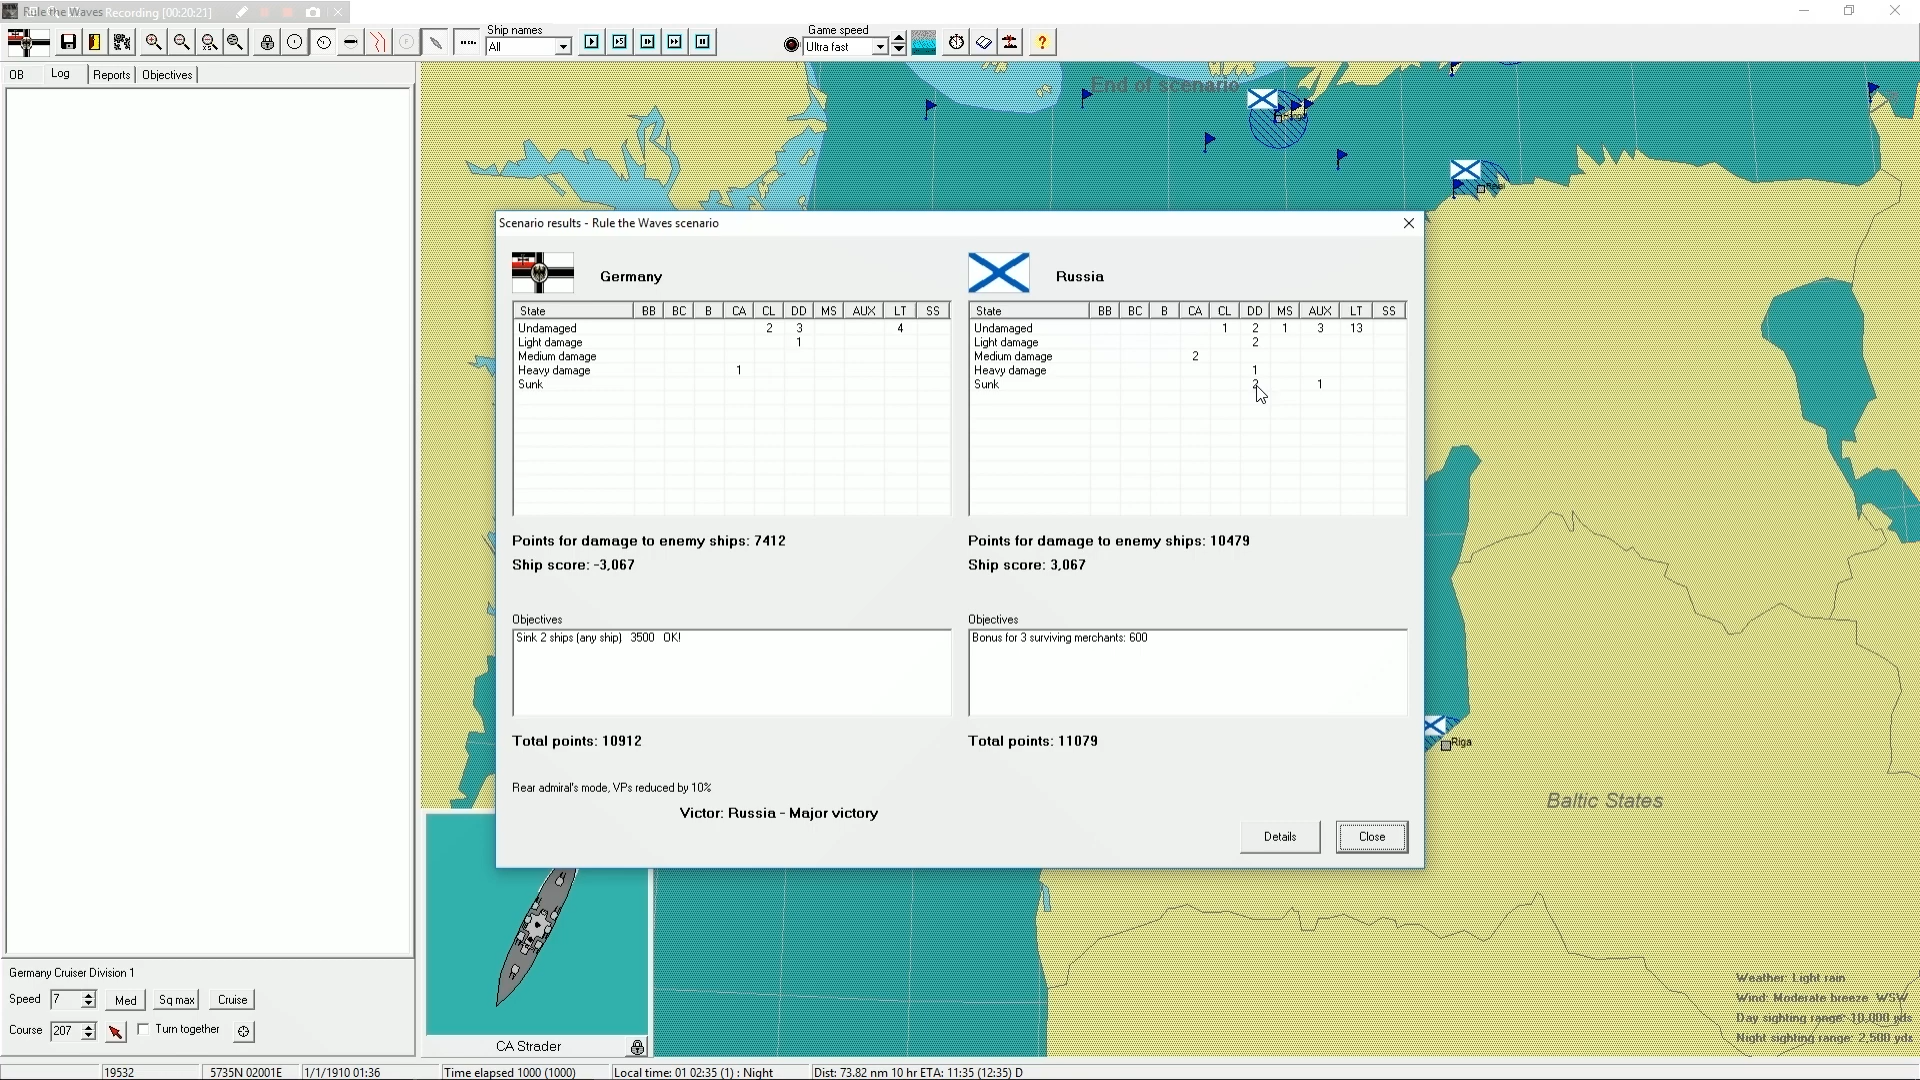 Rule the Waves Recording [00:20:21]
Ship names
All
Game speed
Ultra fast
OB Log Reports Objectives
End of scenario
Scenario results - Rule the Waves scenario
Germany
State BB BC B CA CL DD MS AUX LT SS
Undamaged 2 3 4
Light damage 1
Medium damage
Heavy damage 1
Sunk
Points for damage to enemy ships: 7412
Ship score: -3,067
Objectives
Sink 2 ships (any ship) 3500 OK!
Total points: 10912
Russia
State BB BC B CA CL DD MS AUX LT SS
Undamaged 1 2 1 3 13
Light damage 2
Medium damage 2
Heavy damage 1
Sunk 2 1
Points for damage to enemy ships: 10479
Ship score: 3,067
Objectives
Bonus for 3 surviving merchants: 600
Total points: 11079
Rear admiral's mode, VPs reduced by 10%
Victor: Russia - Major victory
Details Close
Riga
Baltic States
Weather: Light rain
Wind: Moderate breeze WSW
Day sighting range: 10,000 yds
Night sighting range: 2,500 yds
Germany Cruiser Division 1
Speed 7 Med Sq max Cruise
Course 207 Turn together
CA Strader
19532 5735N 02001E 1/1/1910 01:36 Time elapsed 1000 (1000) Local time: 01 02:35 (1) : Night Dist: 73.82 nm 10 hr ETA: 11:35 (12:35) D